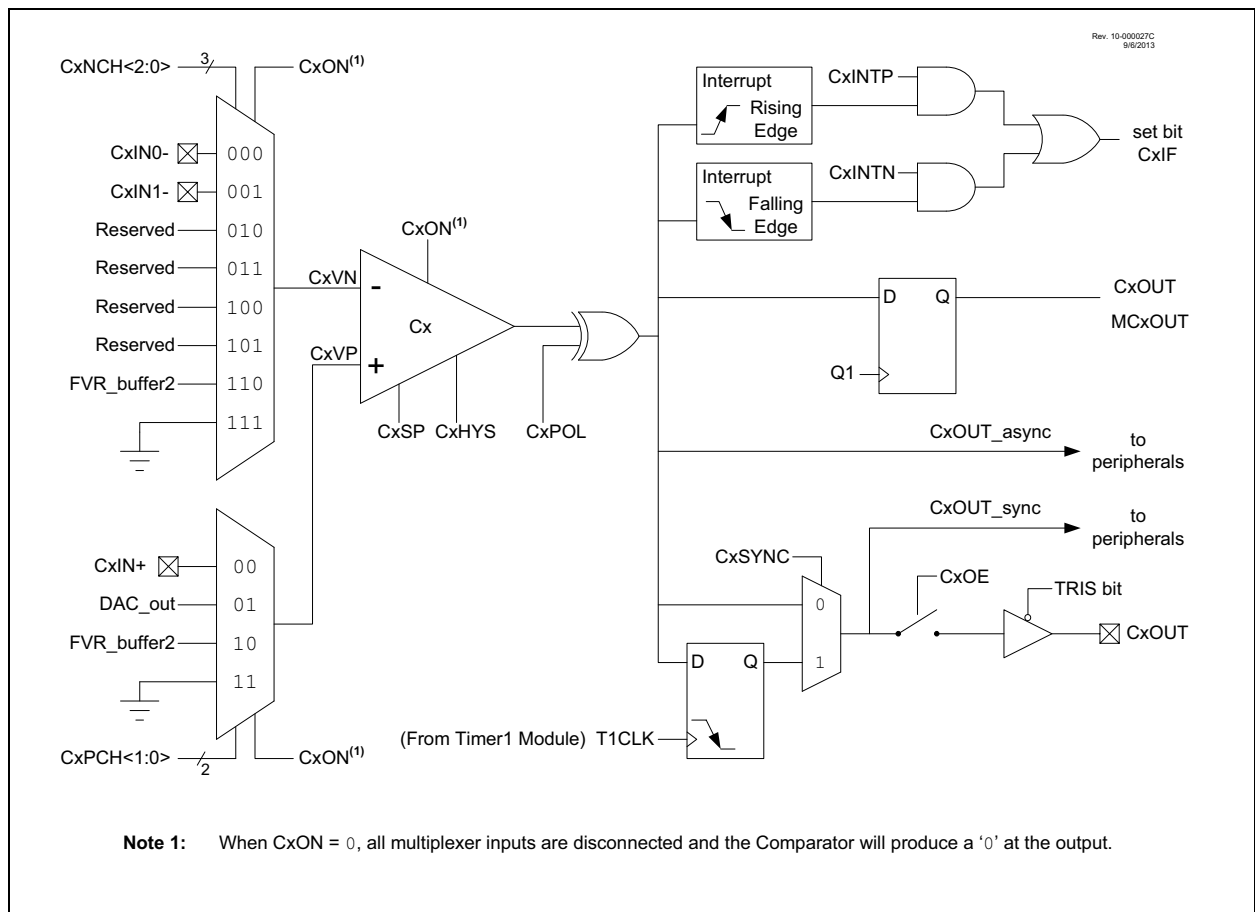 Rev. 10-000027C
9/6/2013
CxNCH<2:0>
3
CxON(1)
CxIN0-
000
CxIN1-
001
Reserved
010
Reserved
011
Reserved
100
Reserved
101
FVR_buffer2
110
111
CxIN+
00
DAC_out
01
FVR_buffer2
10
11
CxPCH<1:0>
2
CxON(1)
CxVN
CxVP
CxON(1)
-
Cx
+
CxSP
CxHYS
CxPOL
Interrupt
Rising
Edge
CxINTP
Interrupt
Falling
Edge
CxINTN
set bit
CxIF
D
Q
Q1
CxOUT
MCxOUT
CxOUT_async
to
peripherals
CxOUT_sync
to
peripherals
CxSYNC
0
1
CxOE
TRIS bit
CxOUT
D
Q
(From Timer1 Module) T1CLK
Note 1: When CxON = 0, all multiplexer inputs are disconnected and the Comparator will produce a ‘0’ at the output.